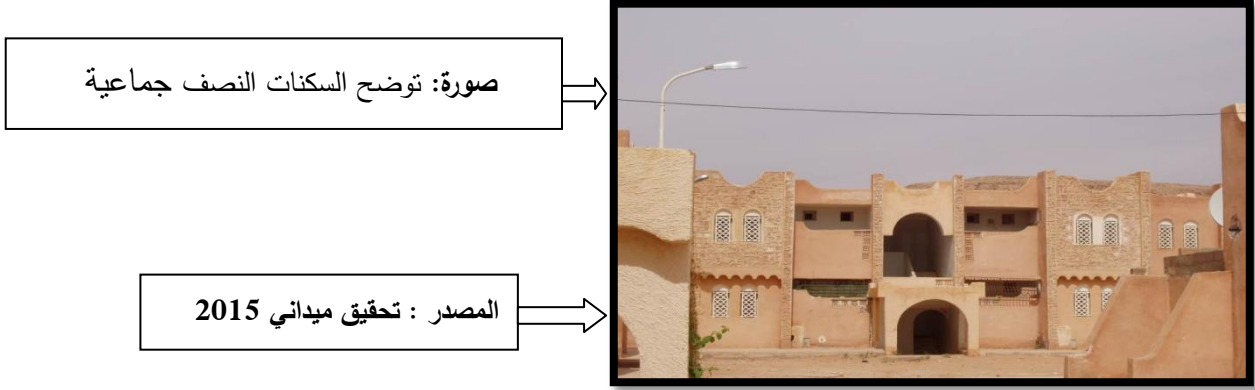 صورة: توضح السكنات النصف جماعية
المصدر : تحقيق ميداني 2015